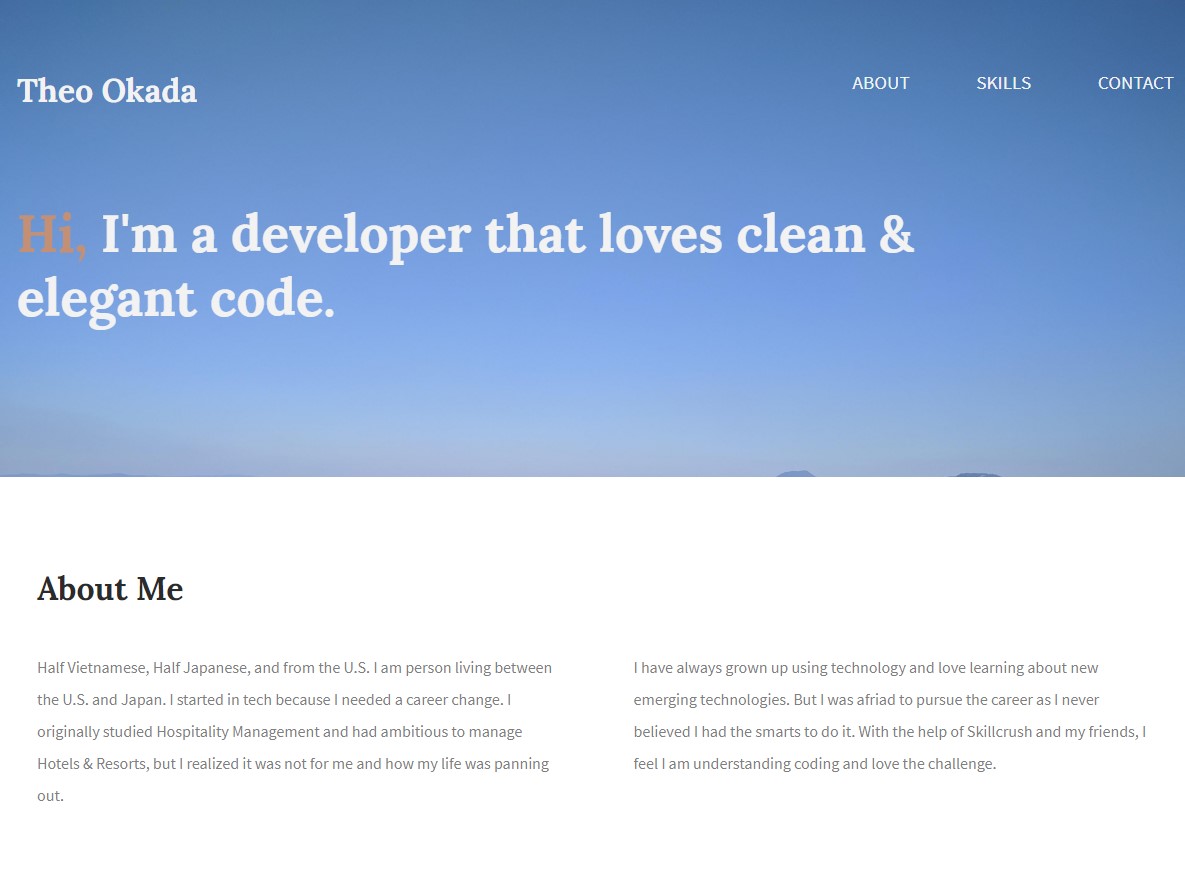 Theo Okada
ABOUT SKILLS CONTACT
Hi, I'm a developer that loves clean &
elegant code.
About Me
Half Vietnamese, Half Japanese, and from the U.S. I am person living between
the U.S. and Japan. I started in tech because I needed a career change. I
originally studied Hospitality Management and had ambitious to manage
Hotels & Resorts, but I realized it was not for me and how my life was panning
out.
I have always grown up using technology and love learning about new
emerging technologies. But I was afriad to pursue the career as I never
believed I had the smarts to do it. With the help of Skillcrush and my friends, I
feel I am understanding coding and love the challenge.